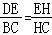 DE/BC = EH/HC